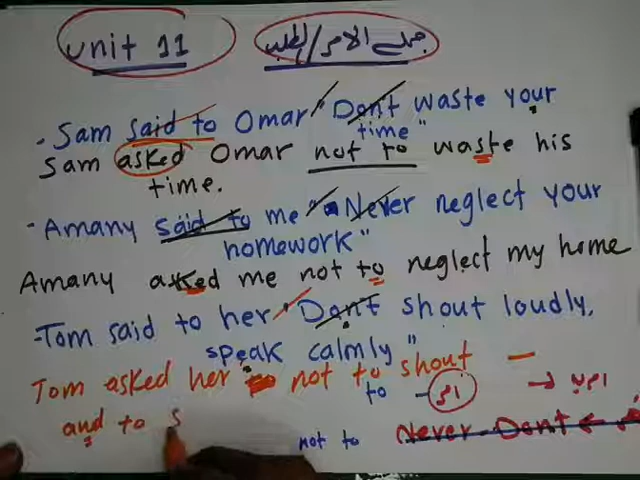 unit 11
جملة الامر/الطلب
- Sam said to Omar "Don't waste your
time"
Sam asked Omar not to waste his
time.
- Amany said to me "Never neglect your
homework"
Amany asked me not to neglect my home
-Tom said to her "Don't shout loudly,
speak calmly"
Tom asked her not to shout —
to - امر
and to s
not to Never - Don't ←